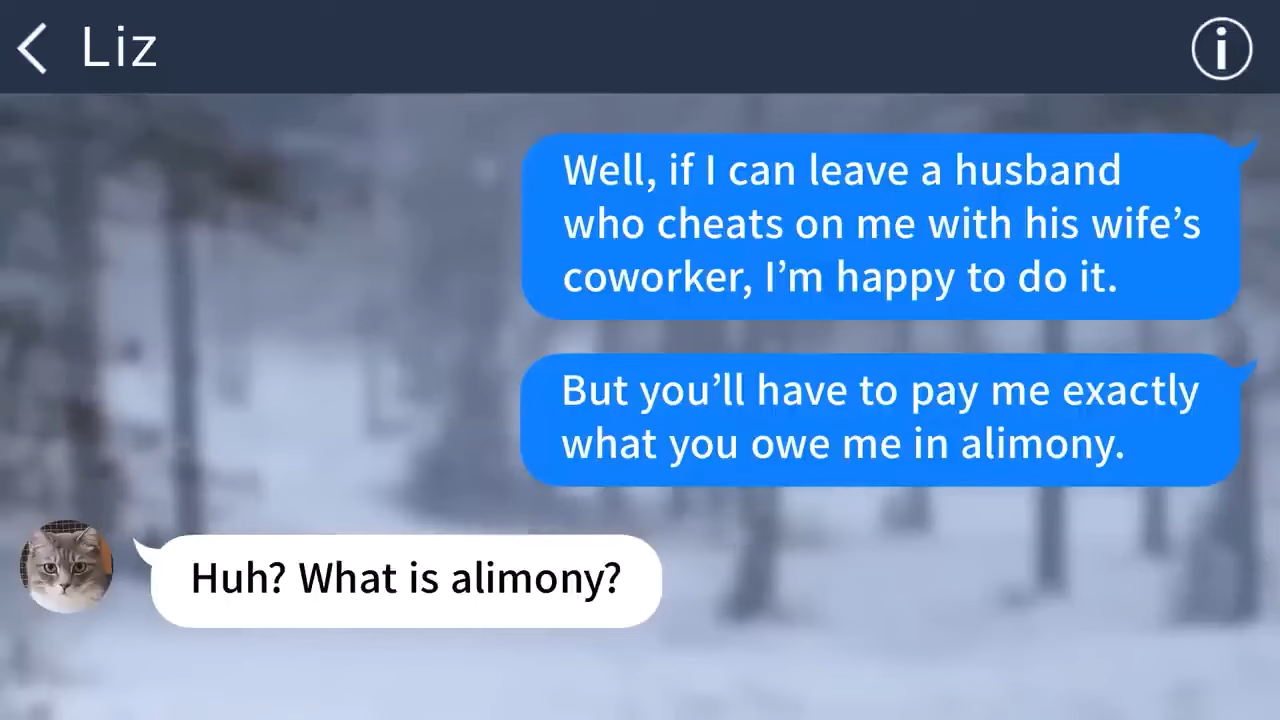 Liz
Well, if I can leave a husband
who cheats on me with his wife’s
coworker, I’m happy to do it.
But you’ll have to pay me exactly
what you owe me in alimony.
Huh? What is alimony?